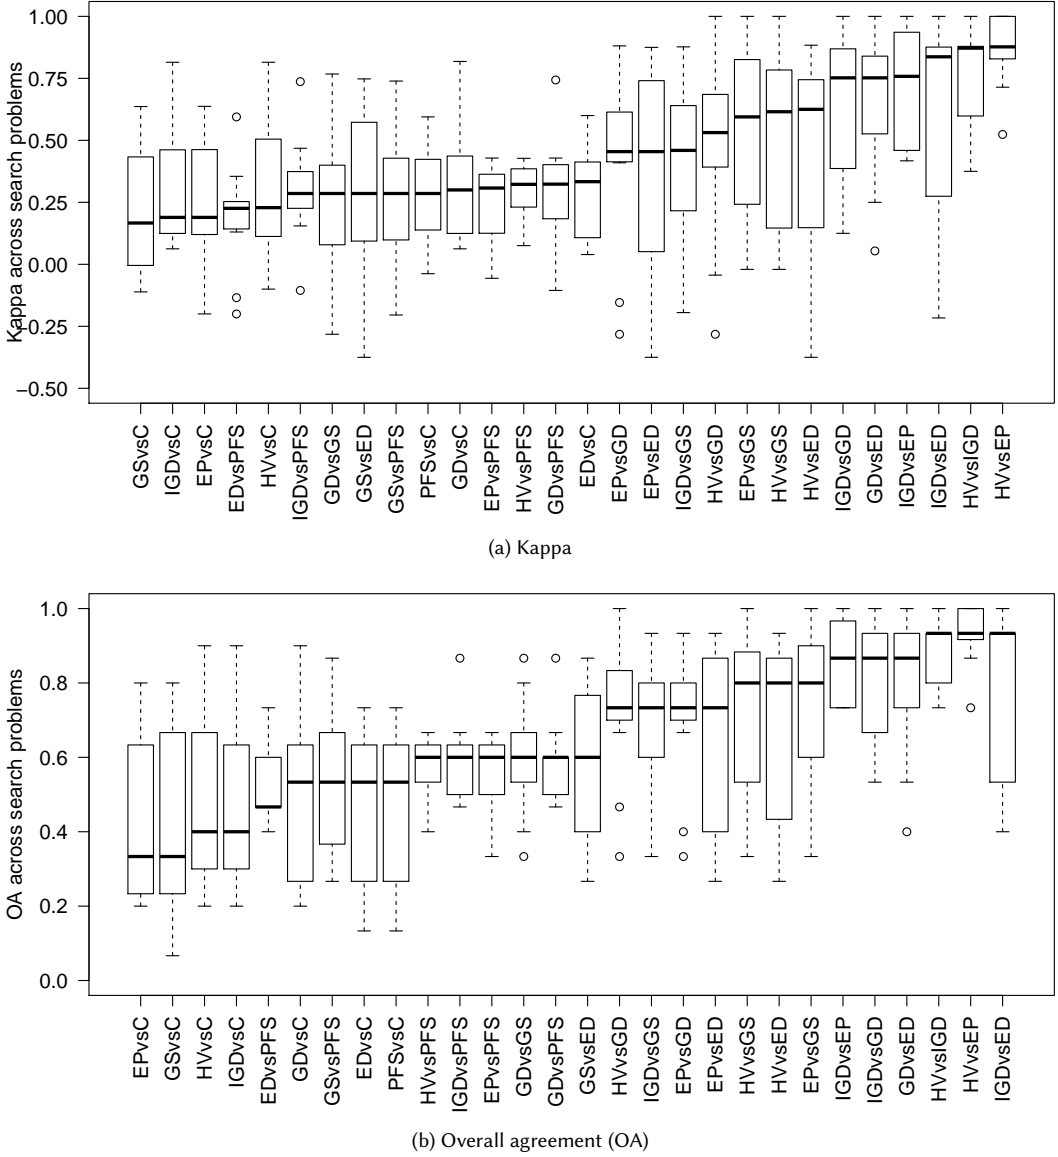 1.00
0.75
0.50
0.25
0.00
−0.25
−0.50
Kappa across search problems
GSvsC
IGDvsC
EPvsC
EDvsPFS
HVvsC
IGDvsPFS
GDvsGS
GSvsED
GSvsPFS
PFSvsC
GDvsC
EPvsPFS
HVvsPFS
GDvsPFS
EDvsC
EPvsGD
EPvsED
IGDvsGS
HVvsGD
EPvsGS
HVvsGS
HVvsED
IGDvsGD
GDvsED
IGDvsEP
IGDvsED
HVvsIGD
HVvsEP
(a) Kappa
1.0
0.8
0.6
0.4
0.2
0.0
OA across search problems
EPvsC
GSvsC
HVvsC
IGDvsC
EDvsPFS
GDvsC
GSvsPFS
EDvsC
PFSvsC
HVvsPFS
IGDvsPFS
EPvsPFS
GDvsGS
GDvsPFS
GSvsED
HVvsGD
IGDvsGS
EPvsGD
EPvsED
HVvsGS
HVvsED
EPvsGS
IGDvsEP
IGDvsGD
GDvsED
HVvsIGD
HVvsEP
IGDvsED
(b) Overall agreement (OA)